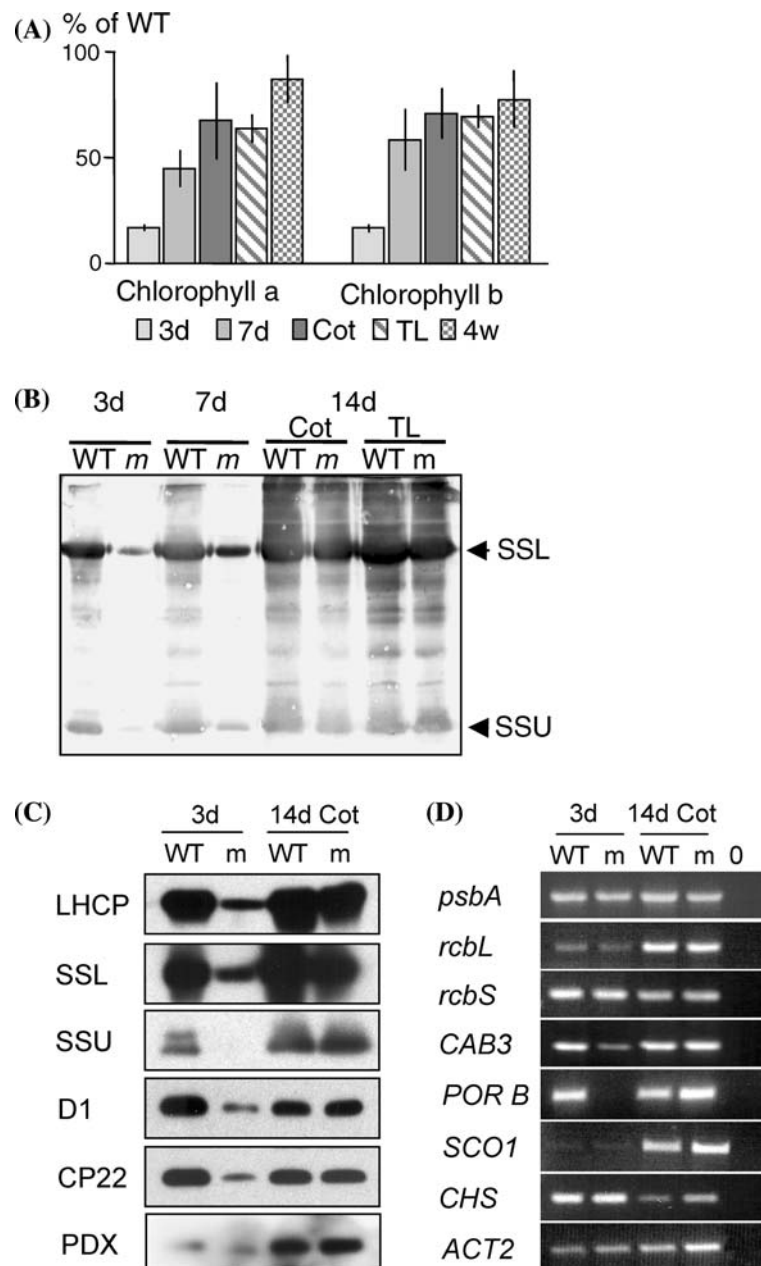 (A) % of WT
100
50
0
Chlorophyll a Chlorophyll b
3d 7d Cot TL 4w
(B) 3d 7d 14d
Cot TL
WT m WT m WT m WT m
SSL
SSU
(C) 3d 14d Cot
WT m WT m
LHCP
SSL
SSU
D1
CP22
PDX
(D) 3d 14d Cot
WT m WT m 0
psbA
rcbL
rcbS
CAB3
POR B
SCO1
CHS
ACT2